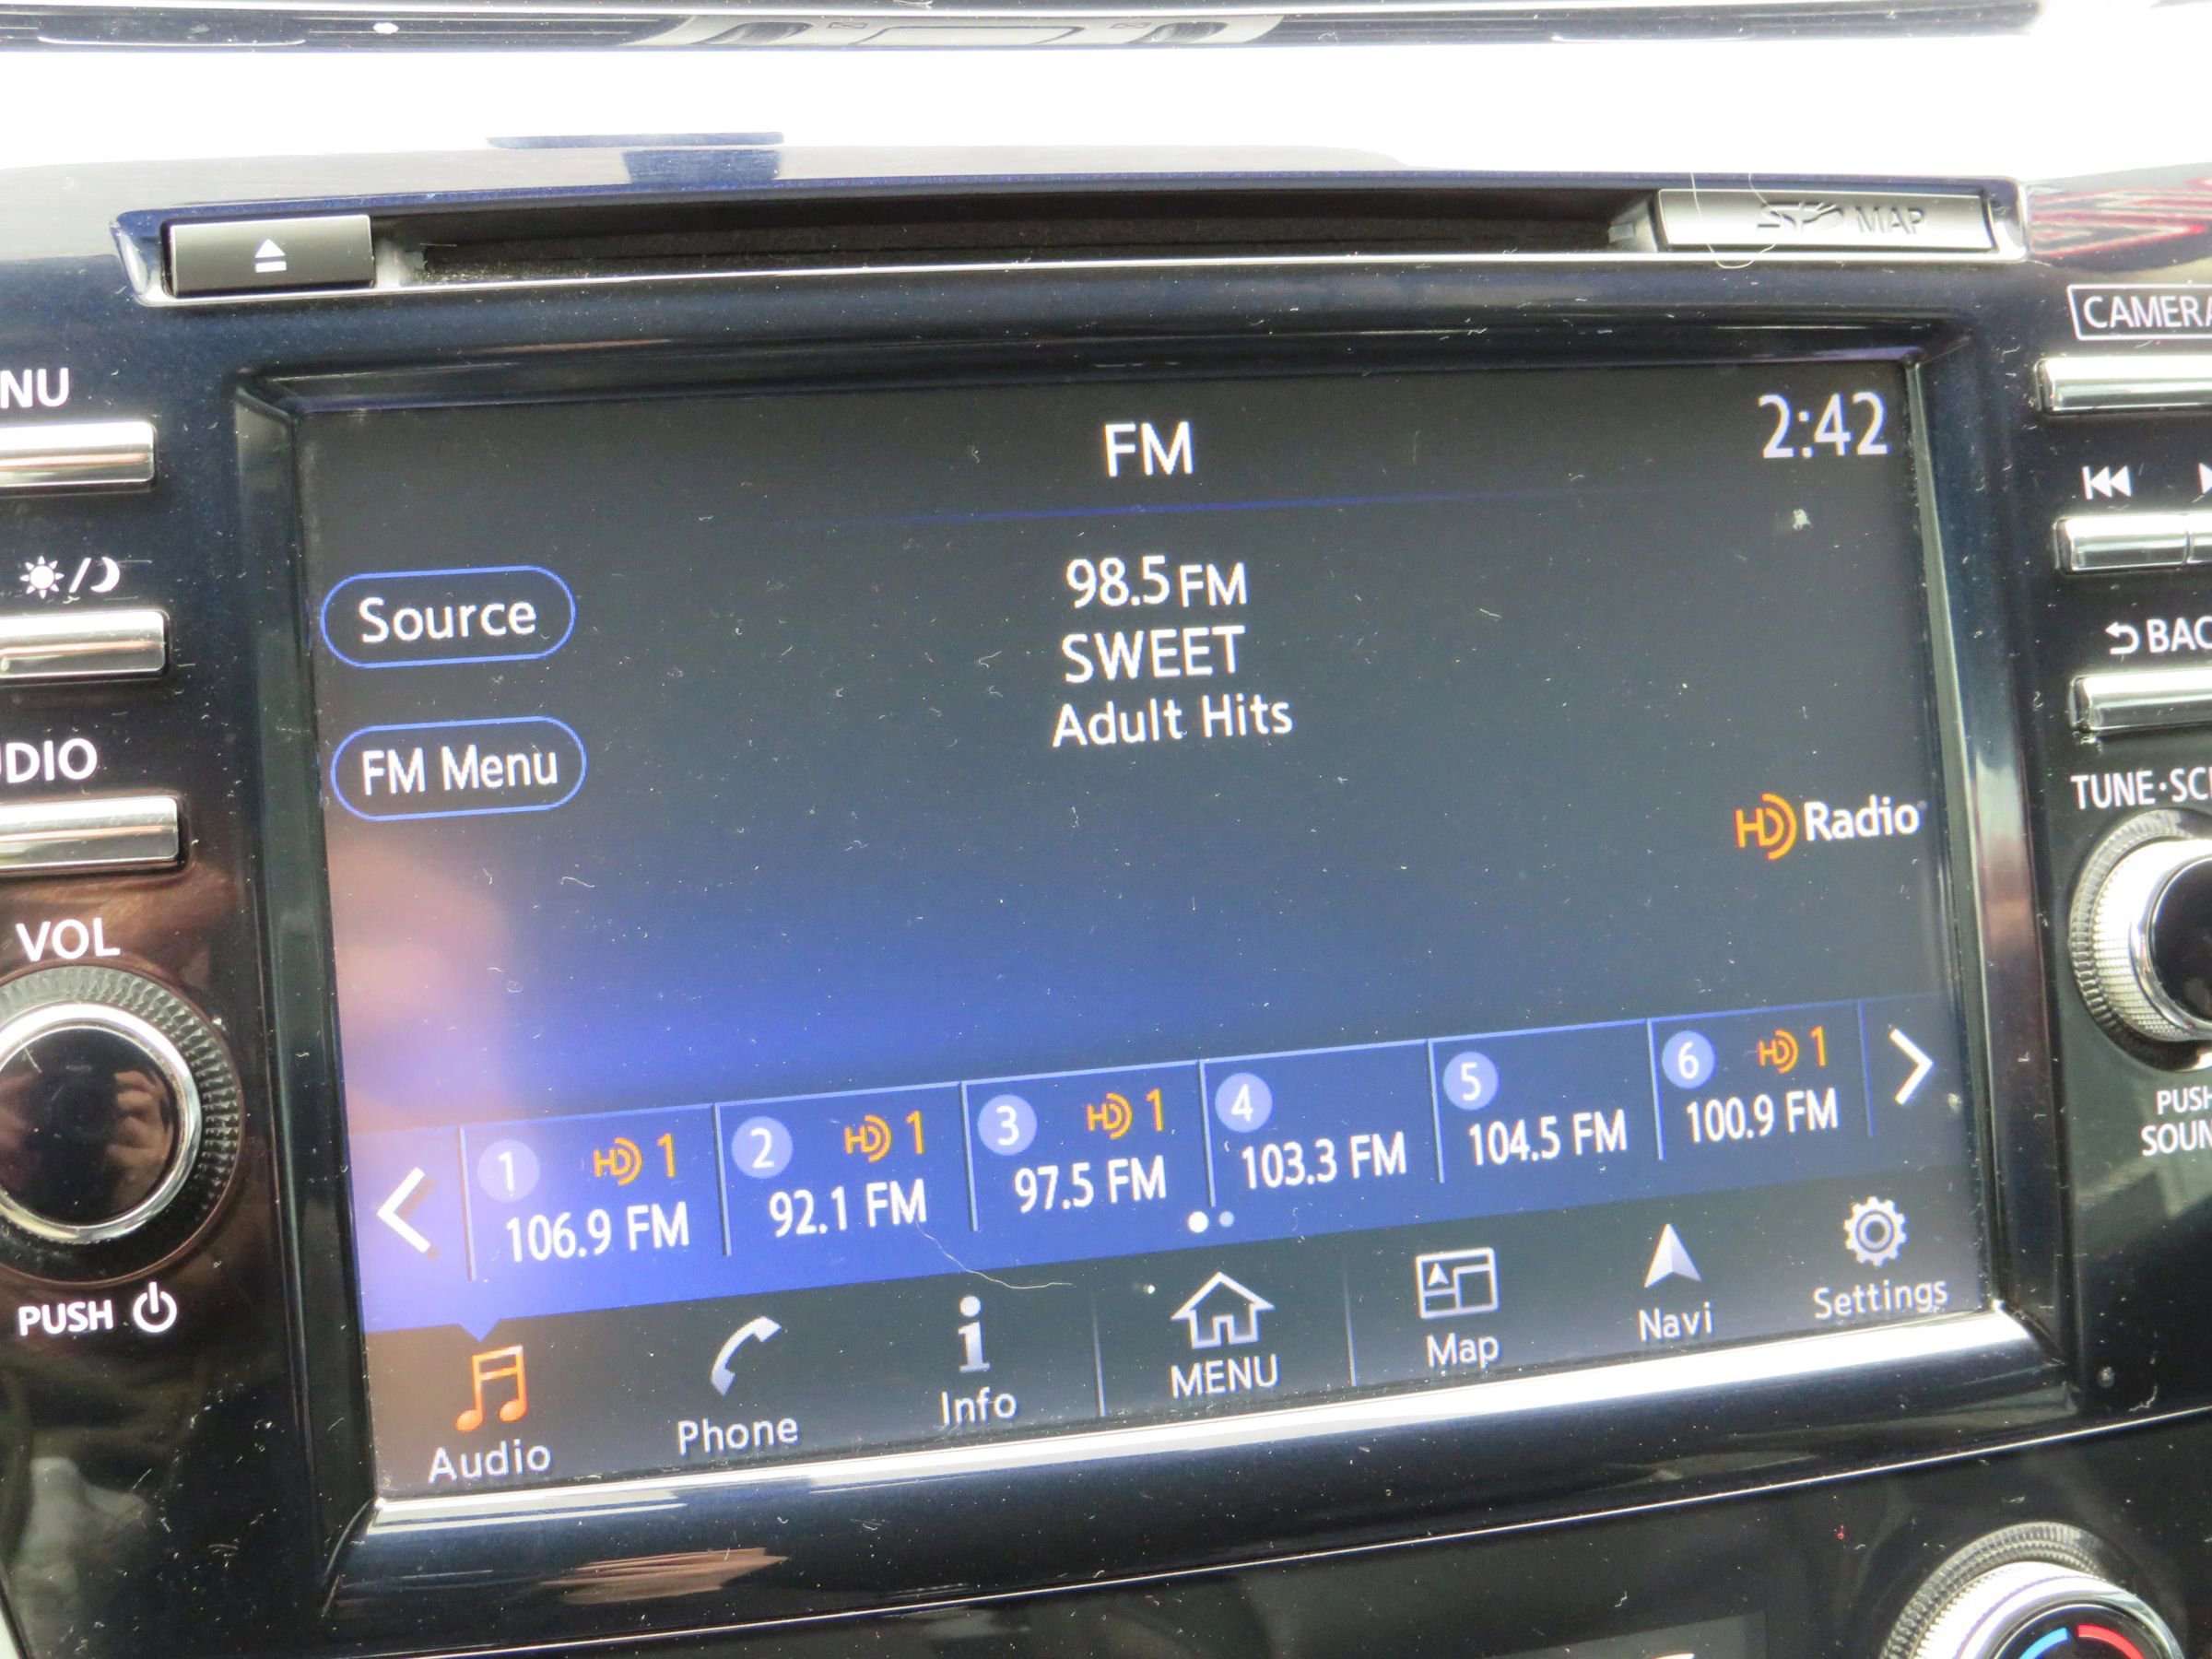 MAP
CAMERA
NU
FM
2:42
98.5 FM
Source
SWEET
BAC
Adult Hits
FM Menu
DIO
TUNE·SC
HD Radio
VOL
1 HD 1
106.9 FM
2 HD 1
92.1 FM
3 HD 1
97.5 FM
4
103.3 FM
5
104.5 FM
6 HD 1
100.9 FM
PUSH
SOUN
PUSH
Audio
Phone
Info
MENU
Map
Navi
Settings